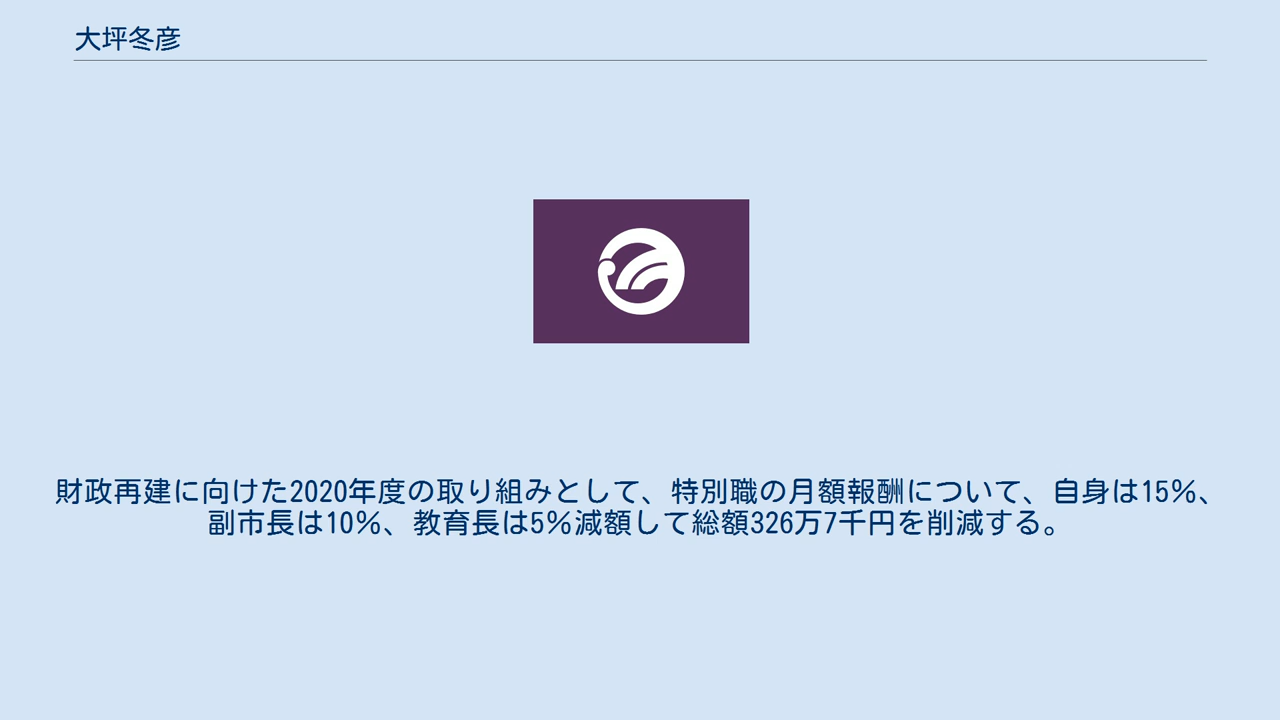 大坪冬彦
財政再建に向けた2020年度の取り組みとして、特別職の月額報酬について、自身は15％、
副市長は10％、教育長は5％減額して総額326万7千円を削減する。